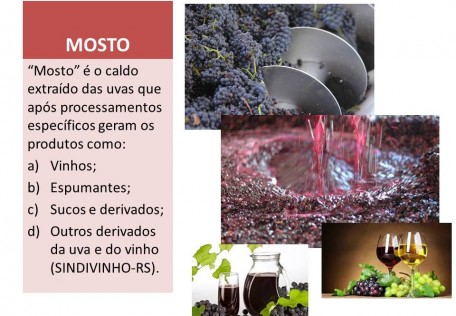 MOSTO
“Mosto” é o caldo
extraído das uvas que
após processamentos
específicos geram os
produtos como:
a) Vinhos;
b) Espumantes;
c) Sucos e derivados;
d) Outros derivados
da uva e do vinho
(SINDIVINHO-RS).